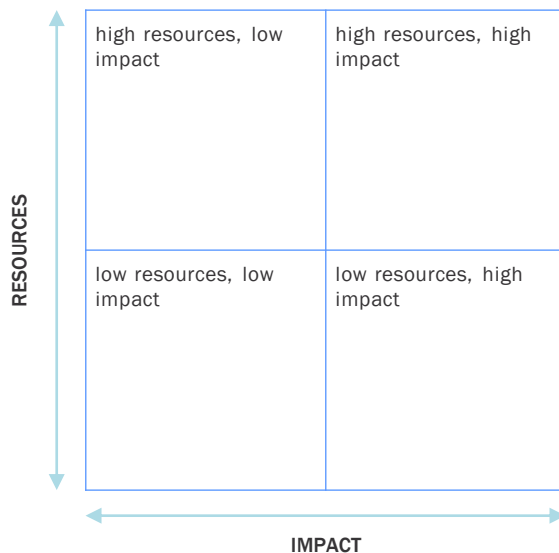 high resources, low
impact
high resources, high
impact
RESOURCES
low resources, low
impact
low resources, high
impact
IMPACT